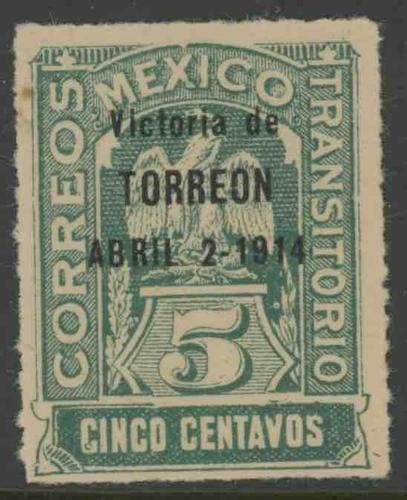 CORREOS
MEXICO
TRANSITORIO
Victoria de
TORREON
ABRIL 2-1914
5
CINCO CENTAVOS